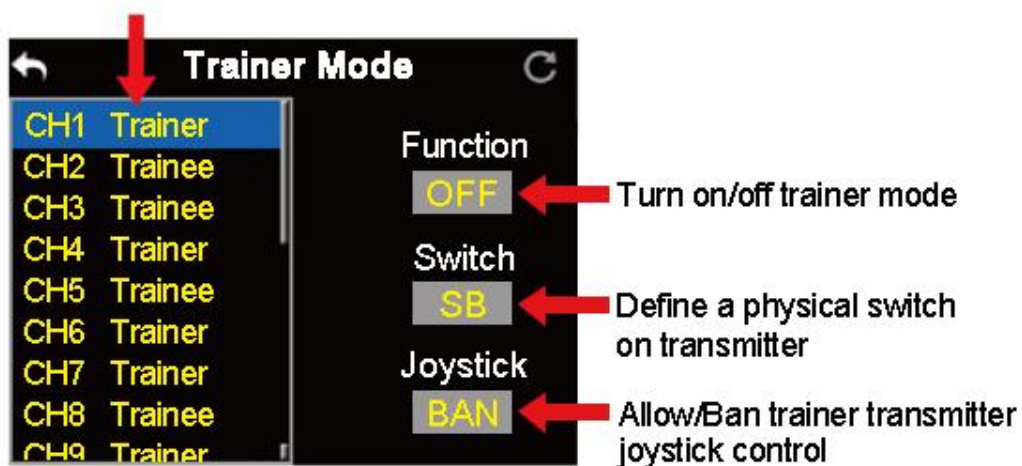 Trainer Mode
CH1 Trainer
CH2 Trainee
CH3 Trainee
CH4 Trainer
CH5 Trainee
CH6 Trainer
CH7 Trainer
CH8 Trainee
CH9 Trainer
Function
OFF
Turn on/off trainer mode
Switch
SB
Define a physical switch
on transmitter
Joystick
BAN
Allow/Ban trainer transmitter
joystick control